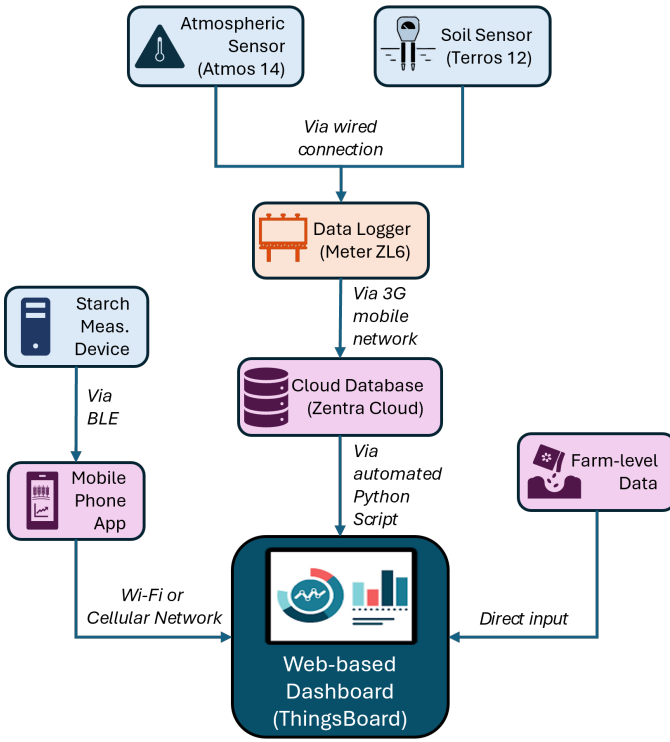 Atmospheric
Sensor
(Atmos 14)
Soil Sensor
(Terros 12)
Via wired
connection
Data Logger
(Meter ZL6)
Via 3G
mobile
network
Starch
Meas.
Device
Via
BLE
Cloud Database
(Zentra Cloud)
Via
automated
Python
Script
Mobile
Phone
App
Farm-level
Data
Wi-Fi or
Cellular Network
Direct input
Web-based
Dashboard
(ThingsBoard)